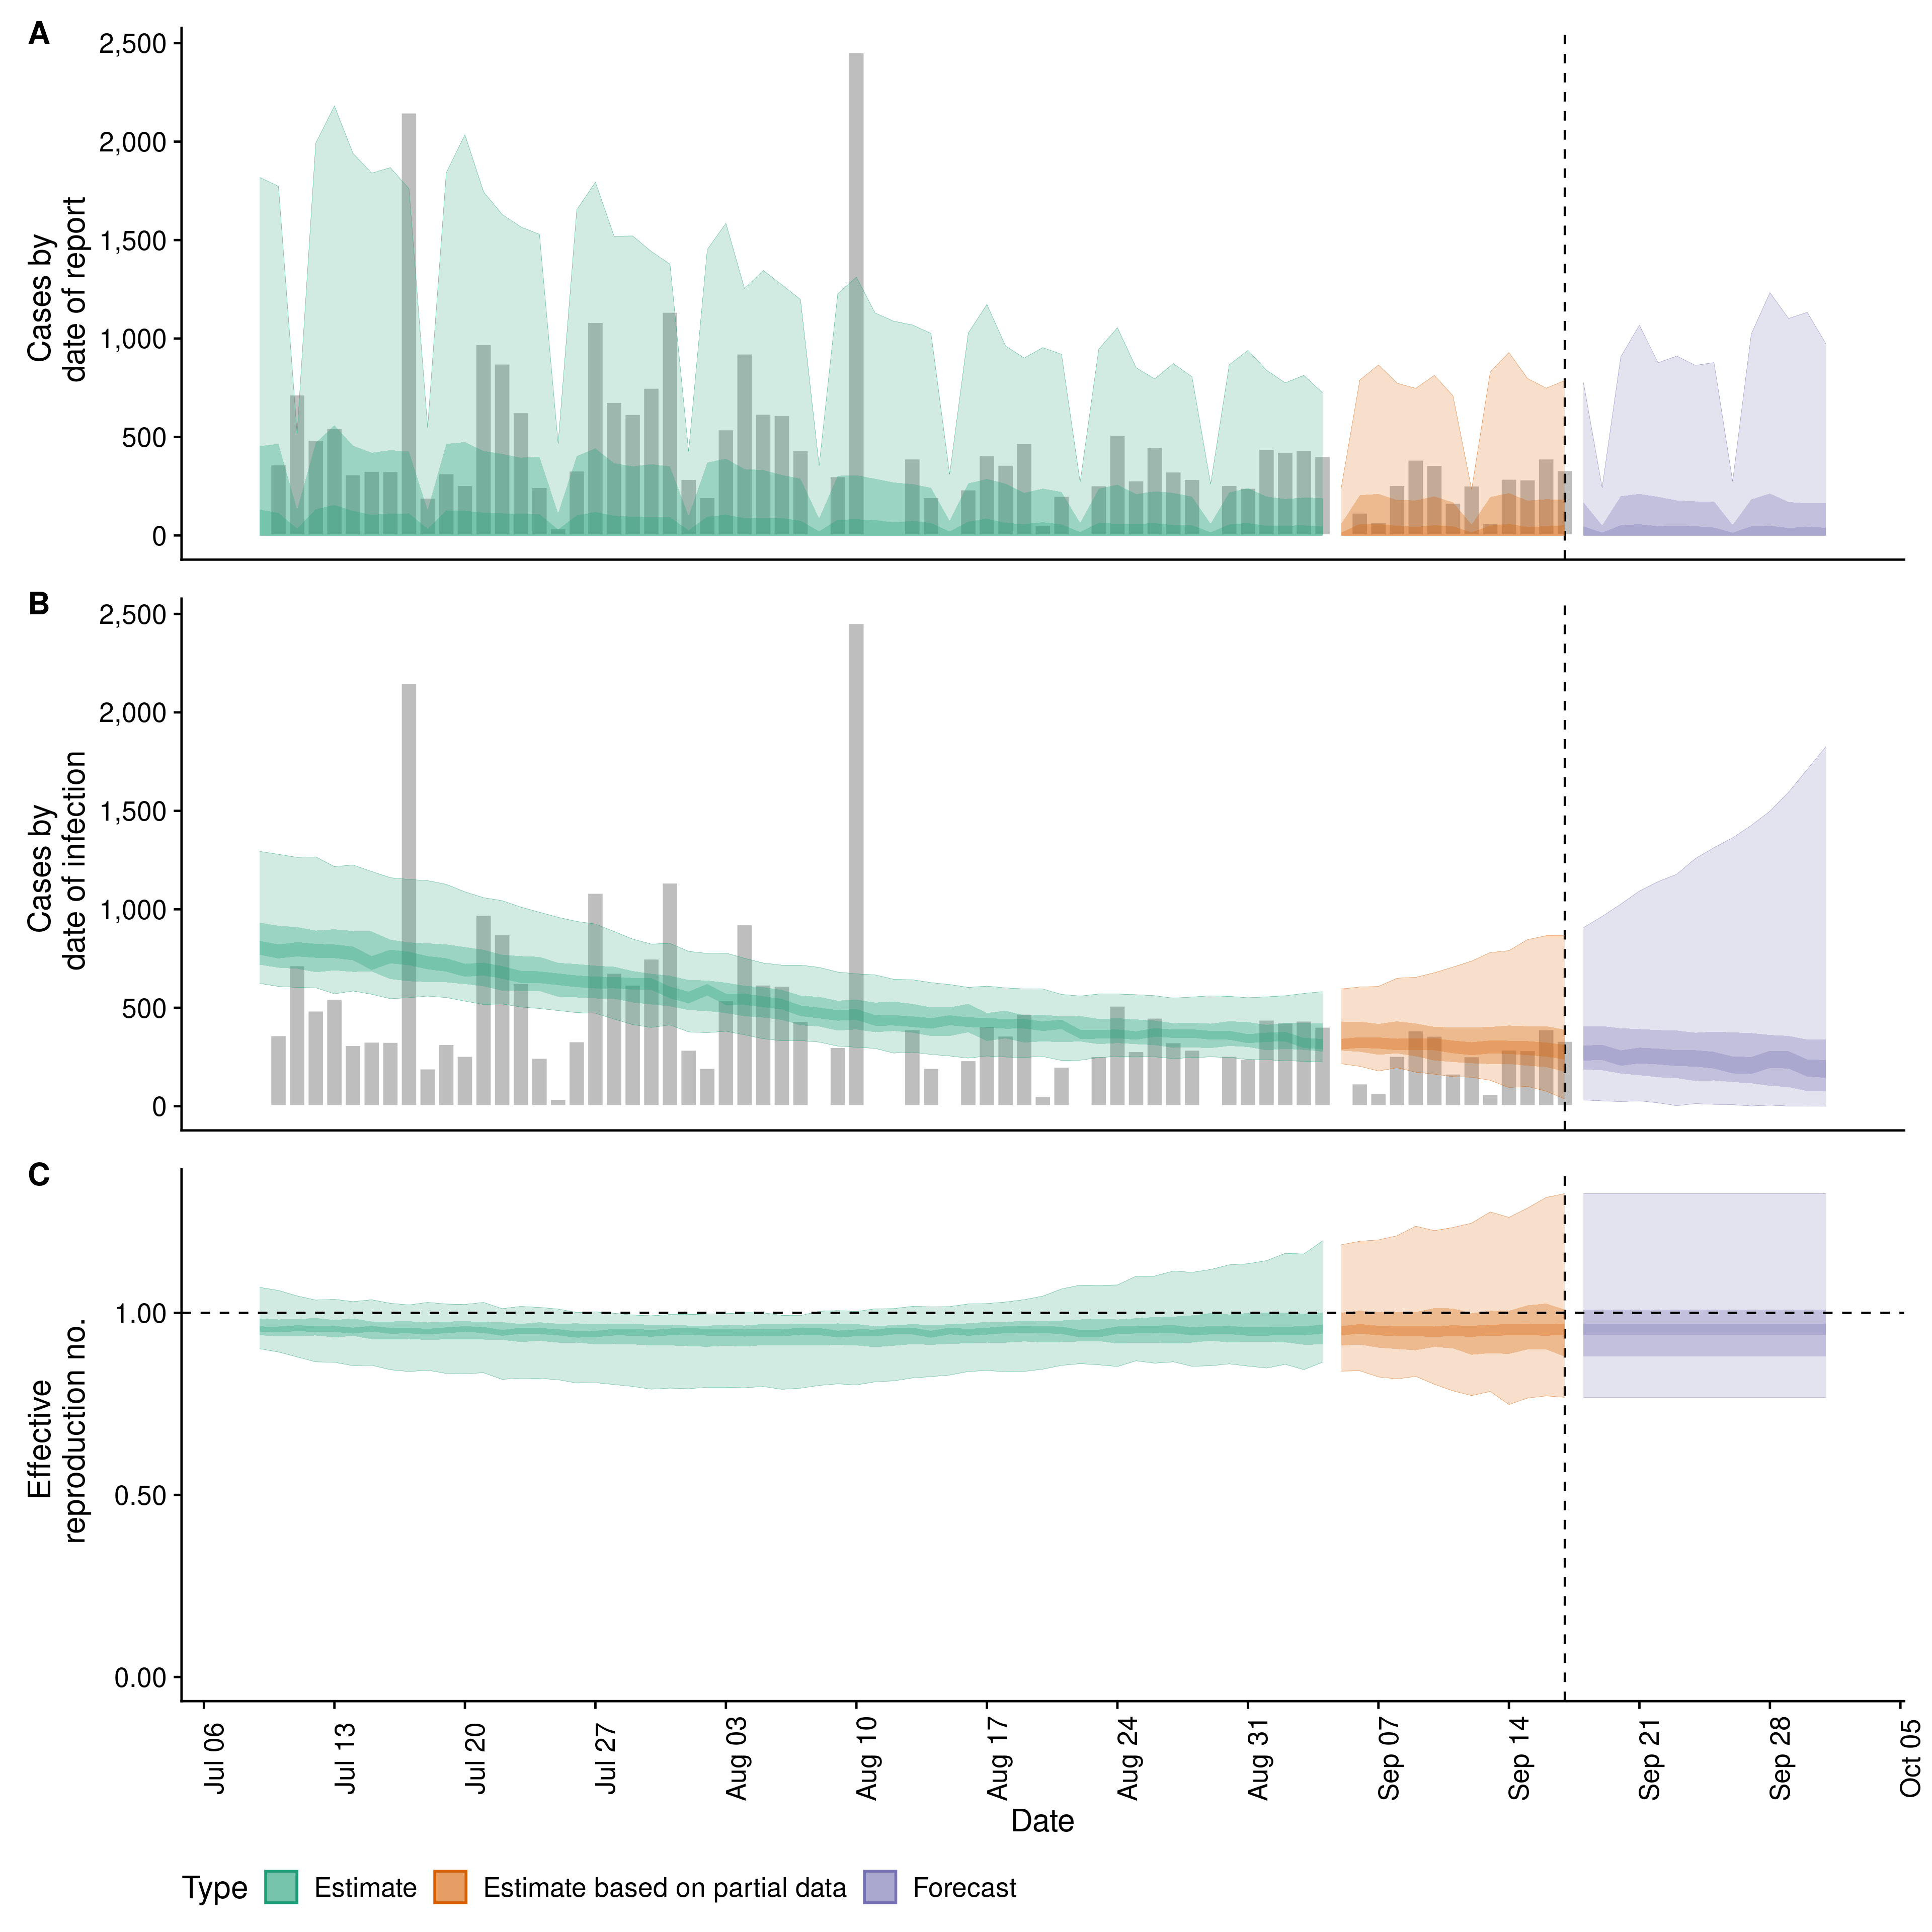 A
Cases by
date of report
2,500
2,000
1,500
1,000
500
0
B
Cases by
date of infection
2,500
2,000
1,500
1,000
500
0
C
Effective
reproduction no.
1.00
0.50
0.00
Jul 06
Jul 13
Jul 20
Jul 27
Aug 03
Aug 10
Aug 17
Aug 24
Aug 31
Sep 07
Sep 14
Sep 21
Sep 28
Oct 05
Date
Type Estimate Estimate based on partial data Forecast